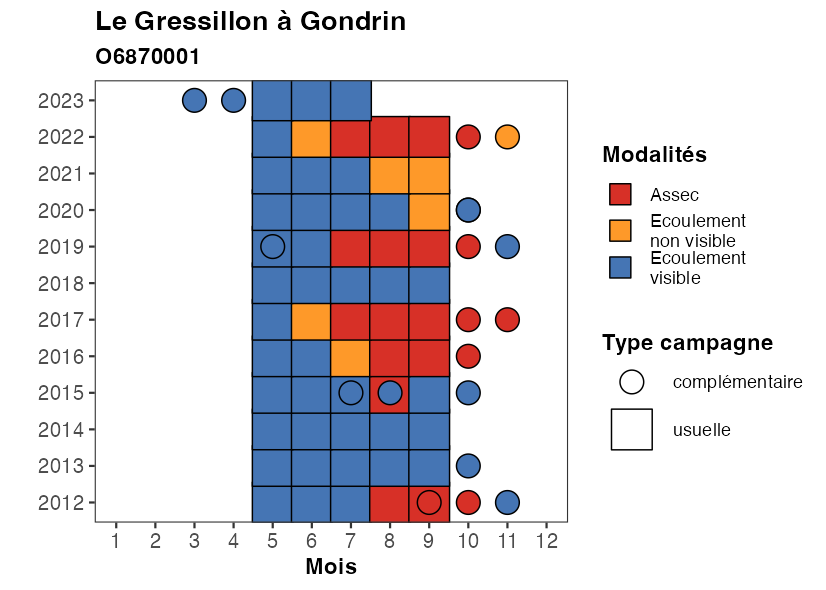 Le Gressillon à Gondrin
O6870001
2023
2022
2021
2020
2019
2018
2017
2016
2015
2014
2013
2012
1 2 3 4 5 6 7 8 9 10 11 12
Mois
Modalités
Assec
Ecoulement
non visible
Ecoulement
visible
Type campagne
complémentaire
usuelle